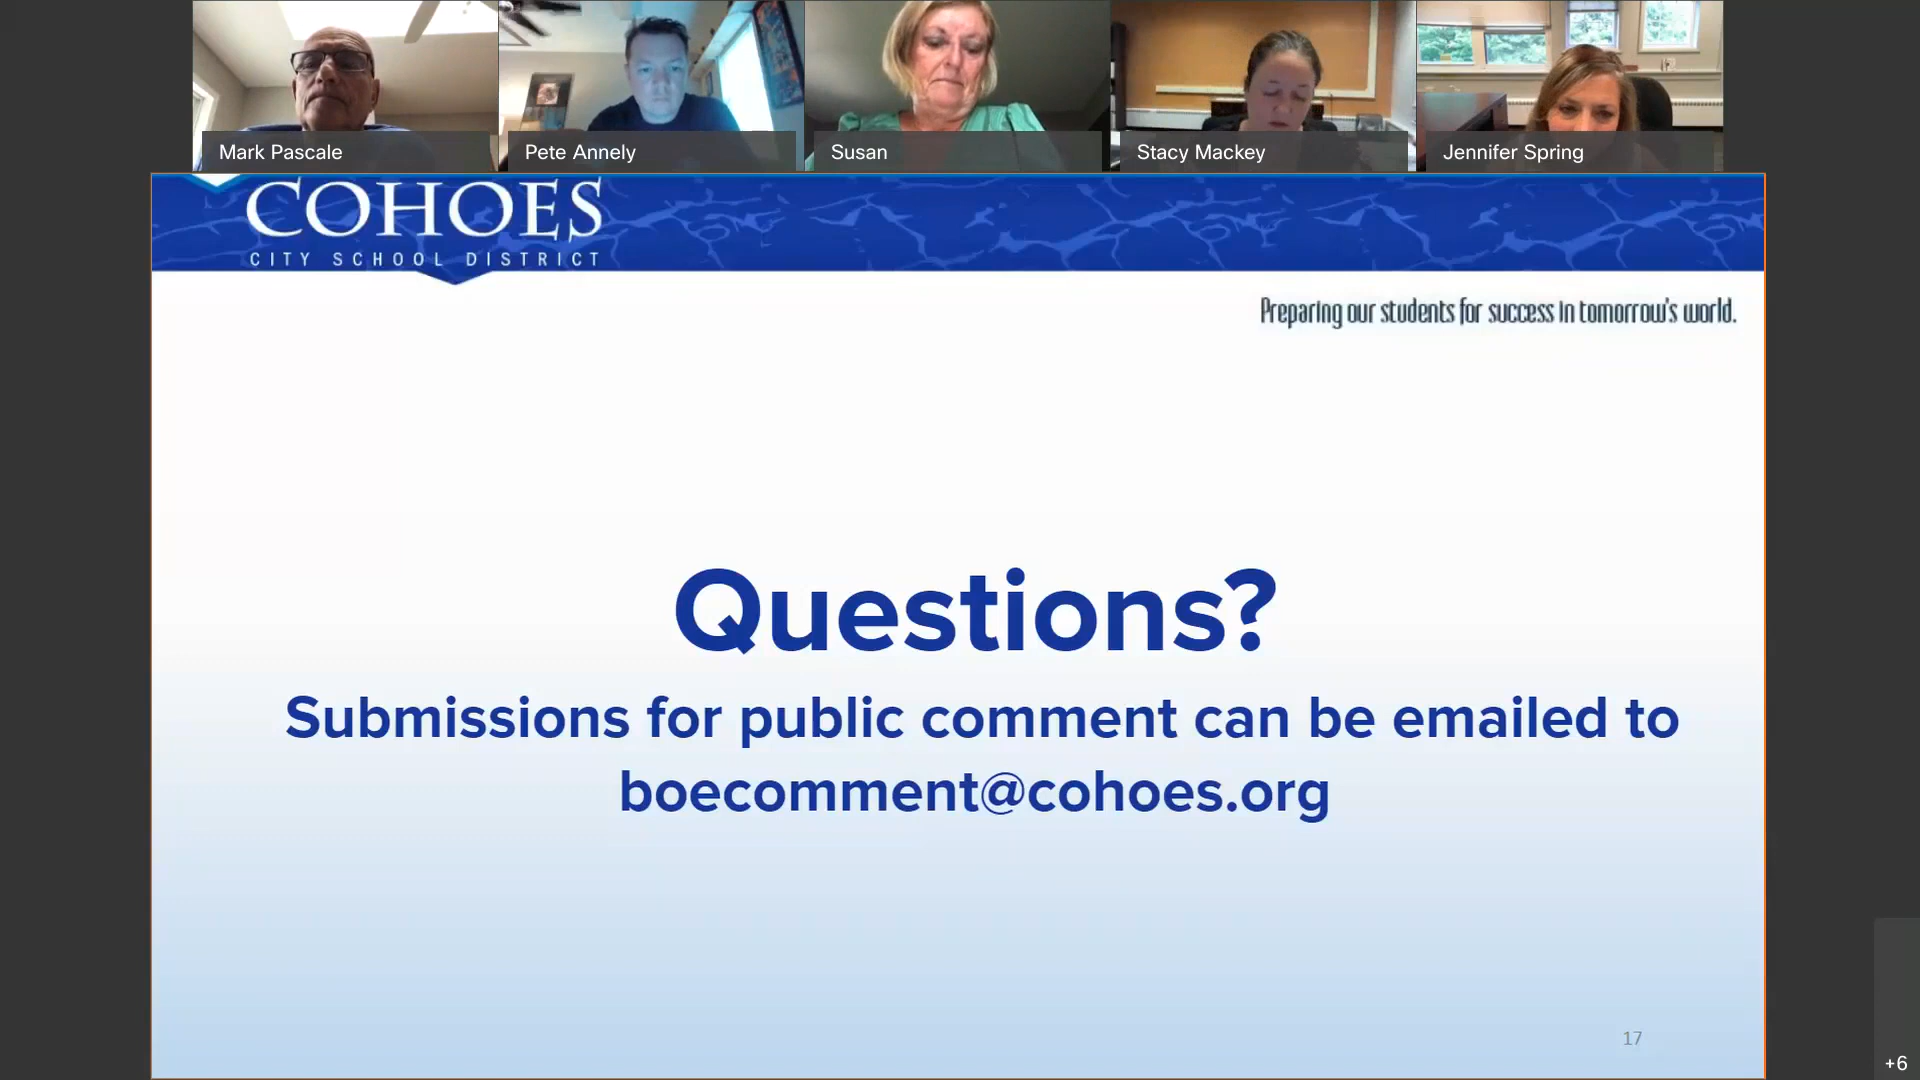 Mark Pascale
Pete Annely
Susan
Stacy Mackey
Jennifer Spring
COHOES
CITY SCHOOL DISTRICT
Preparing our students for success in tomorrow's world.
Questions?
Submissions for public comment can be emailed to
boecomment@cohoes.org
17
+6